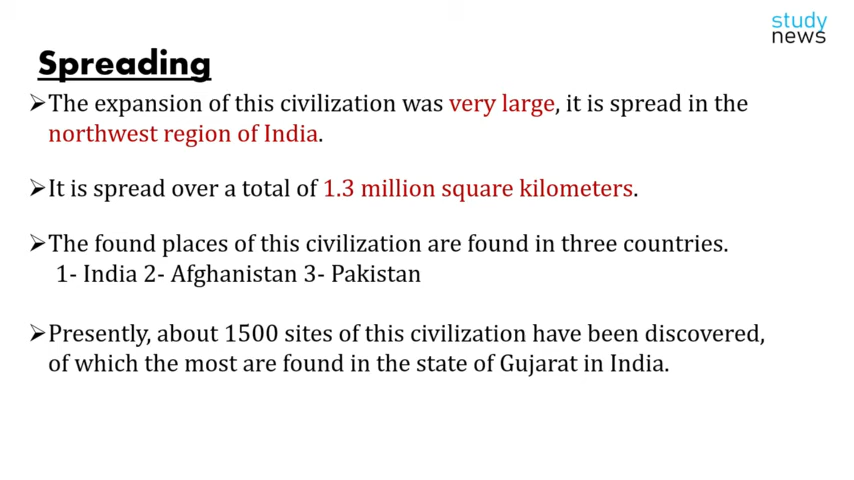 study
news
Spreading
➢The expansion of this civilization was very large, it is spread in the
northwest region of India.
➢It is spread over a total of 1.3 million square kilometers.
➢The found places of this civilization are found in three countries.
1- India 2- Afghanistan 3- Pakistan
➢Presently, about 1500 sites of this civilization have been discovered,
of which the most are found in the state of Gujarat in India.